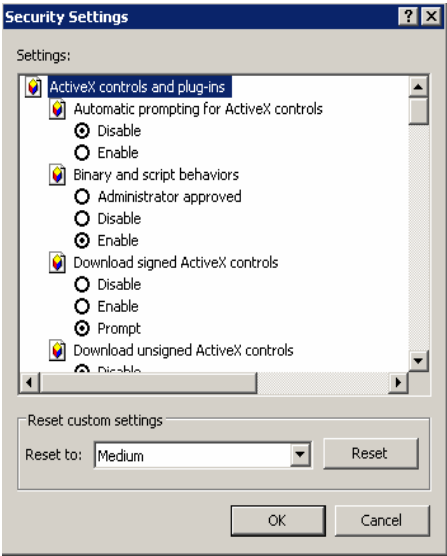 Security Settings
Settings:
ActiveX controls and plug-ins
Automatic prompting for ActiveX controls
Disable
Enable
Binary and script behaviors
Administrator approved
Disable
Enable
Download signed ActiveX controls
Disable
Enable
Prompt
Download unsigned ActiveX controls
Disable
Reset custom settings
Reset to: Medium Reset
OK Cancel